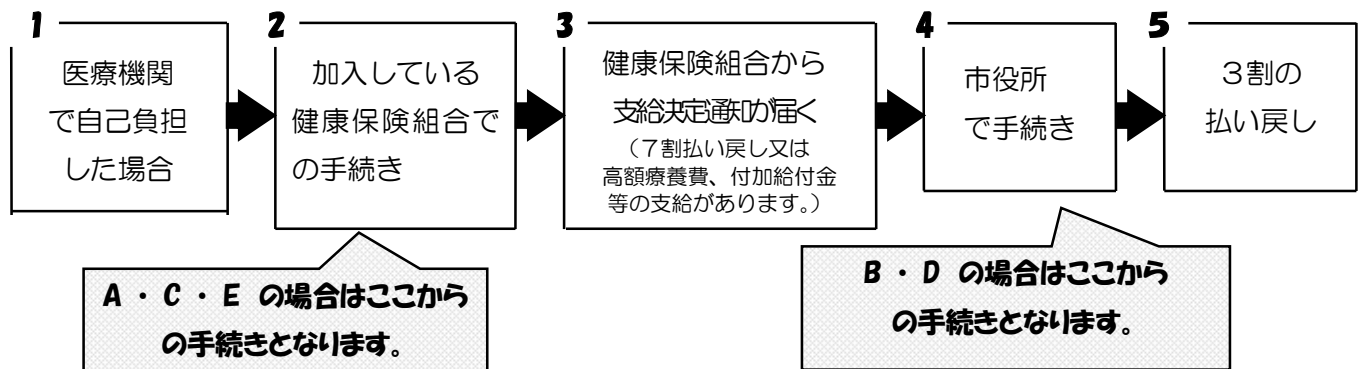 1
医療機関
で自己負担
した場合
2
加入している
健康保険組合で
の手続き
3
健康保険組合から
支給決定通知が届く
（７割払い戻し又は
高額療養費、付加給付金
等の支給があります。）
4
市役所
で手続き
5
３割の
払い戻し
A・C・E の場合はここから
の手続きとなります。
B・D の場合はここから
の手続きとなります。